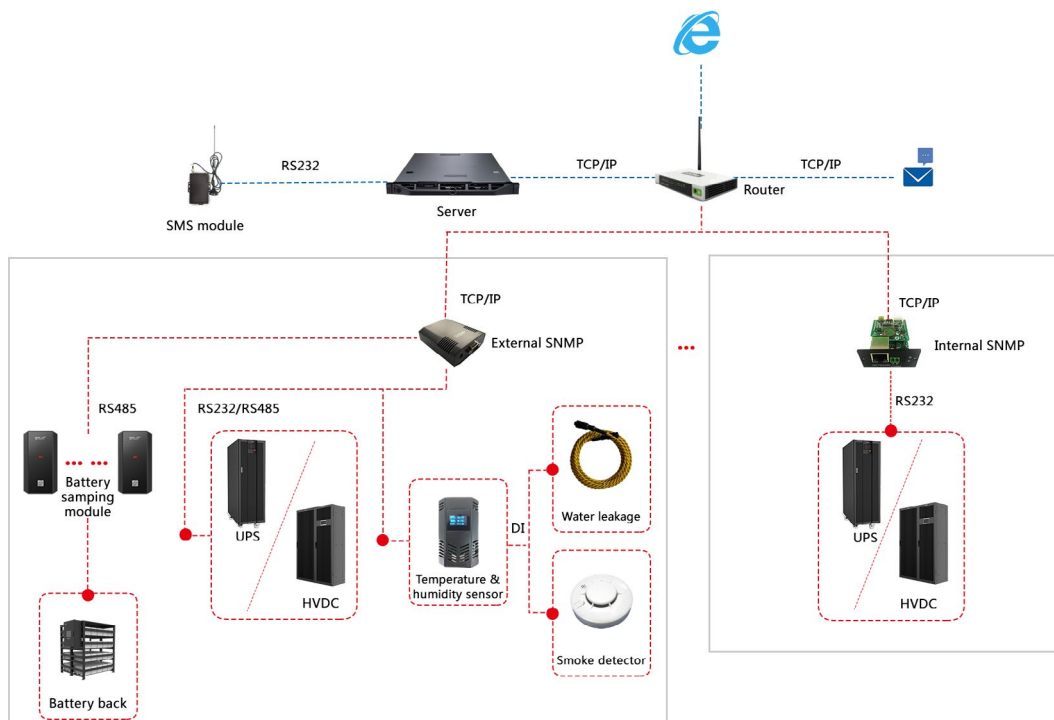 RS232
TCP/IP
TCP/IP
Router
Server
SMS module
TCP/IP
TCP/IP
External SNMP
Internal SNMP
RS485
RS232/RS485
RS232
Battery
samping
module
UPS
HVDC
DI
Water leakage
Temperature &
humidity sensor
UPS
HVDC
Smoke detector
Battery back